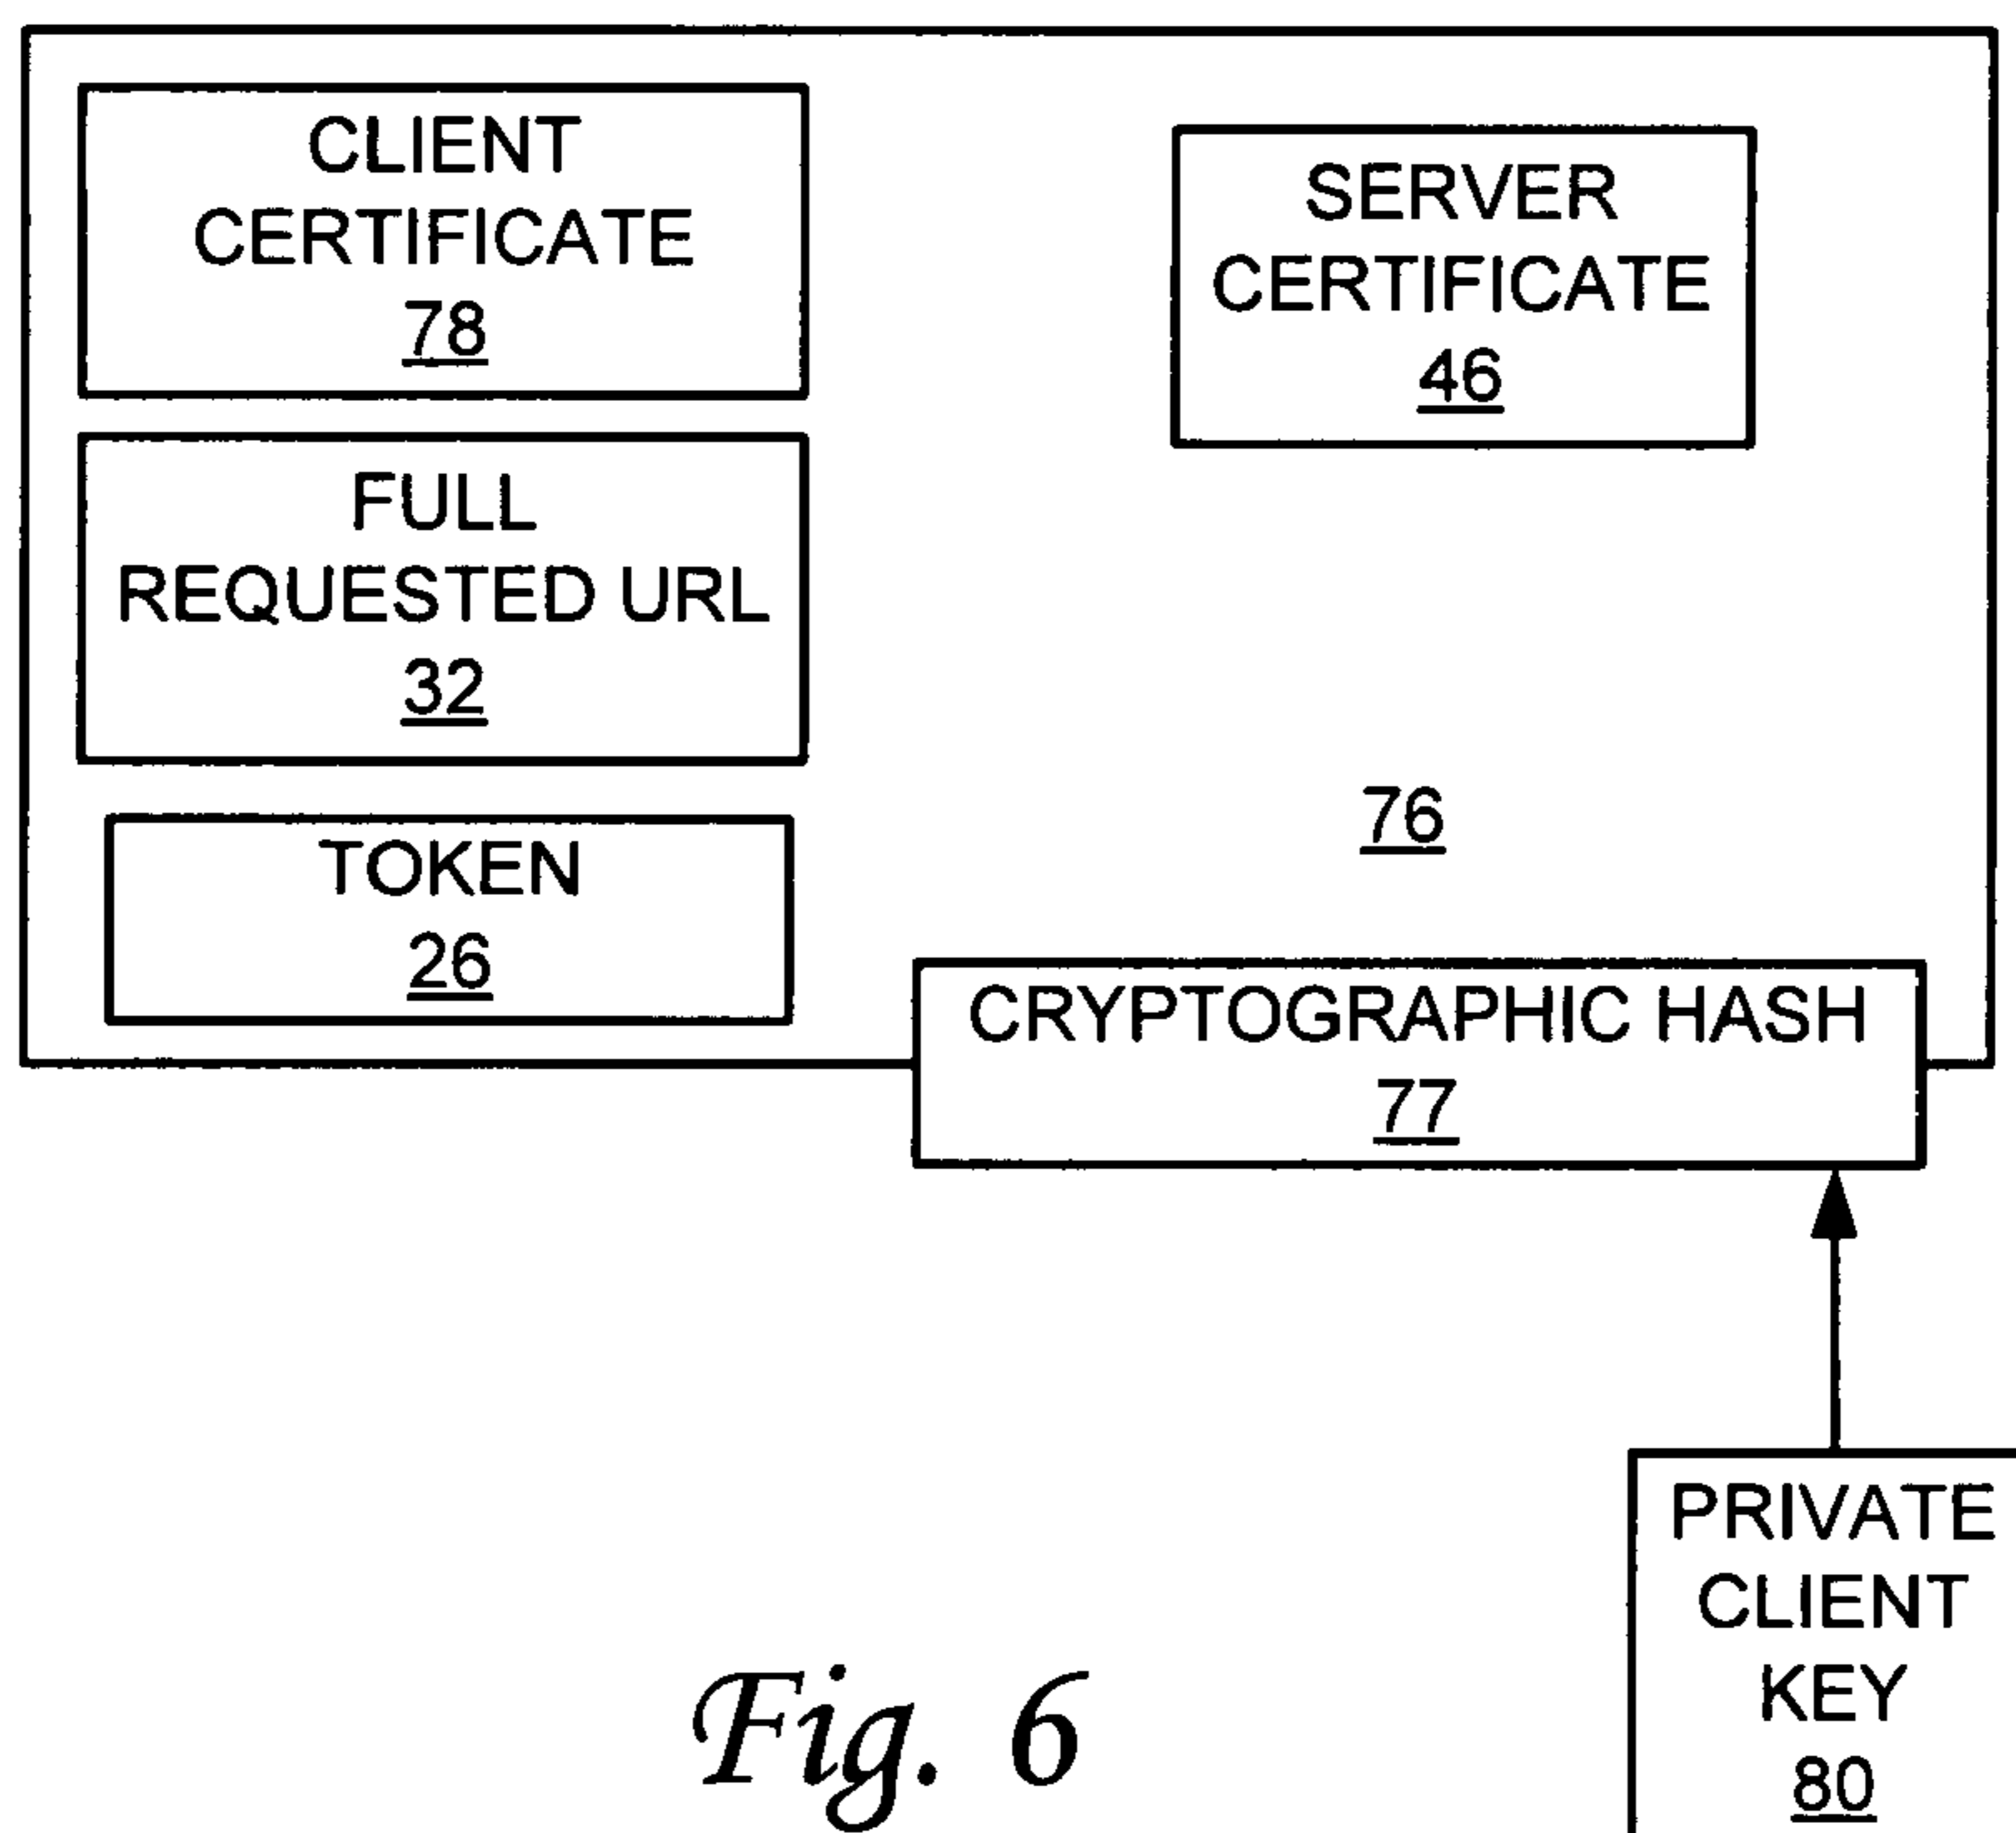 CLIENT
CERTIFICATE
78
SERVER
CERTIFICATE
46
FULL
REQUESTED URL
32
76
TOKEN
26
CRYPTOGRAPHIC HASH
77
PRIVATE
CLIENT
KEY
80
Fig. 6